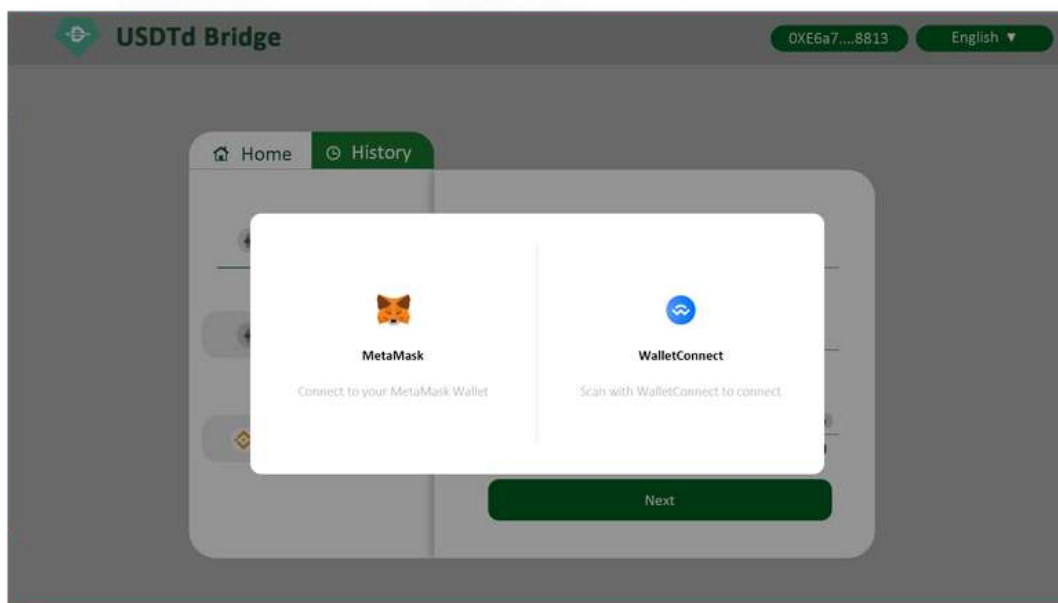 USDTd Bridge
0XE6a7....8813
English ▼
Home
History
MetaMask
WalletConnect
Connect to your MetaMask Wallet
Scan with WalletConnect to connect
Next